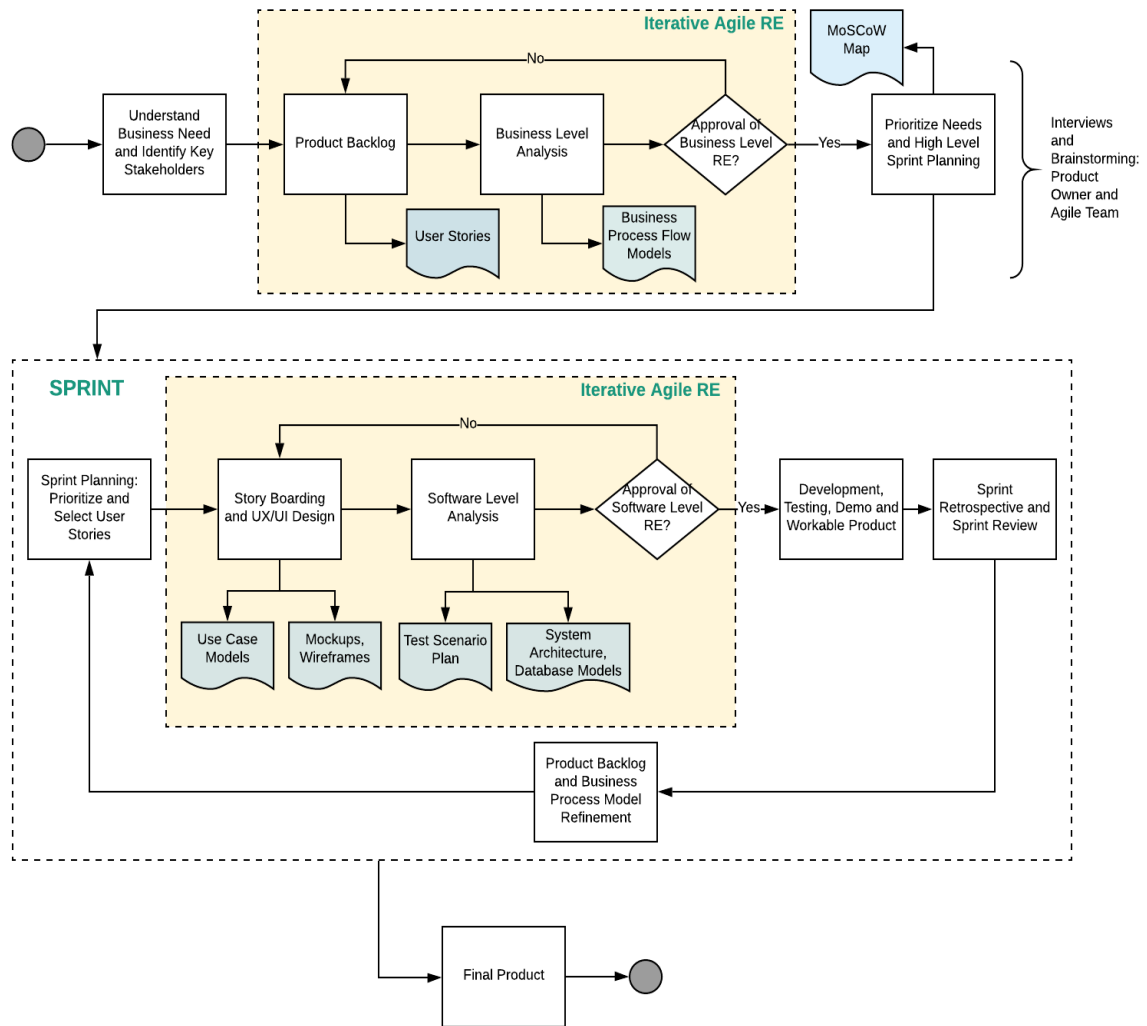 Iterative Agile RE
MoSCoW
Map
No
Understand
Business Need
and Identify Key
Stakeholders
Product Backlog
Business Level
Analysis
Approval of
Business Level
RE?
Yes
Prioritize Needs
and High Level
Sprint Planning
Interviews
and
Brainstorming:
Product
Owner and
Agile Team
User Stories
Business
Process Flow
Models
SPRINT
Iterative Agile RE
No
Sprint Planning:
Prioritize and
Select User
Stories
Story Boarding
and UX/UI Design
Software Level
Analysis
Approval of
Software Level
RE?
Yes
Development,
Testing, Demo and
Workable Product
Sprint
Retrospective and
Sprint Review
Use Case
Models
Mockups,
Wireframes
Test Scenario
Plan
System
Architecture,
Database Models
Product Backlog
and Business
Process Model
Refinement
Final Product